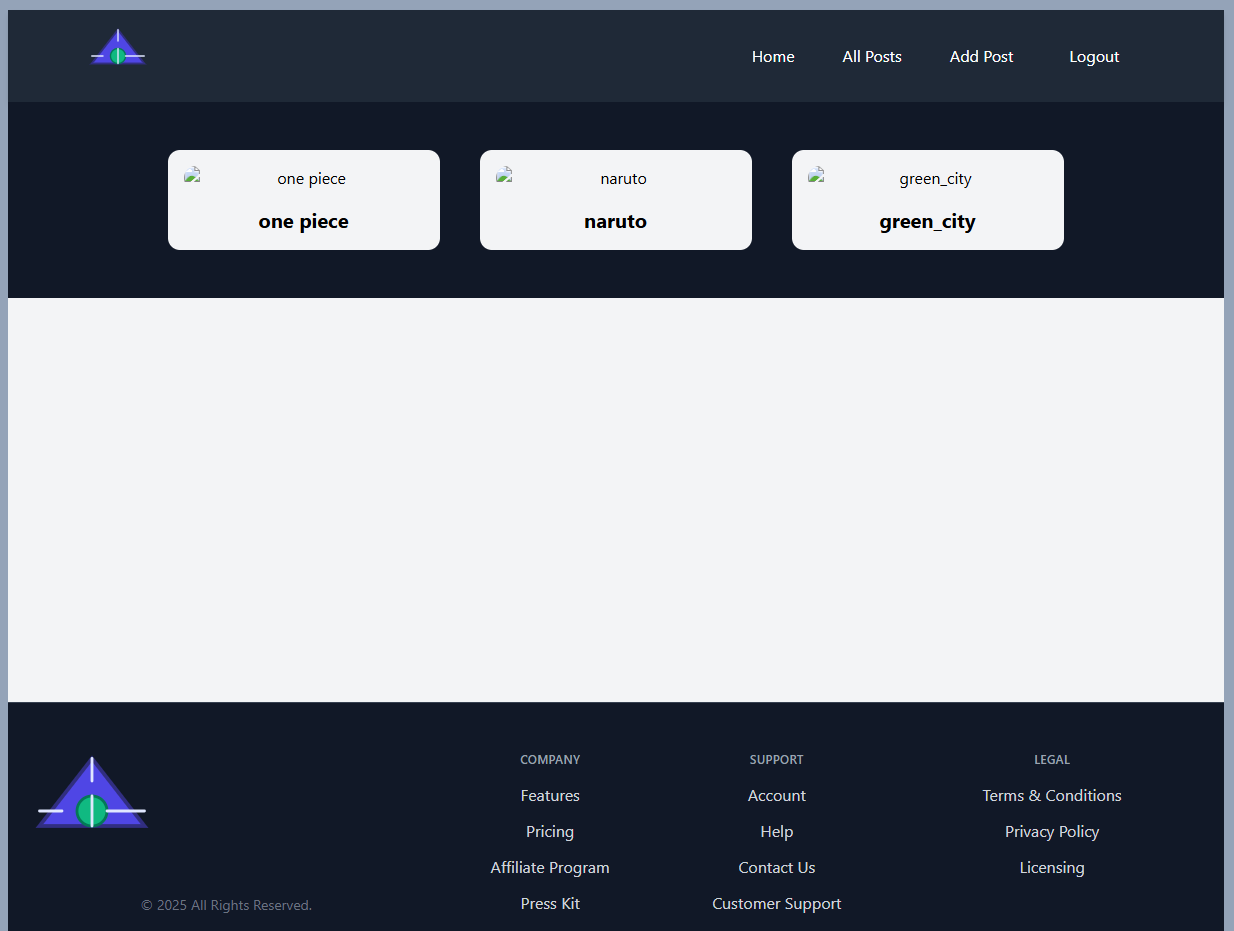 Home All Posts Add Post Logout
one piece naruto green_city
one piece naruto green_city
COMPANY SUPPORT LEGAL
Features Account Terms & Conditions
Pricing Help Privacy Policy
Affiliate Program Contact Us Licensing
© 2025 All Rights Reserved. Press Kit Customer Support